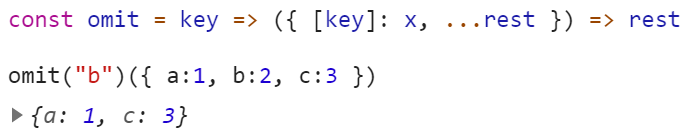 const omit = key => ({ [key]: x, ...rest }) => rest
omit("b")({ a:1, b:2, c:3 })
▶ {a: 1, c: 3}